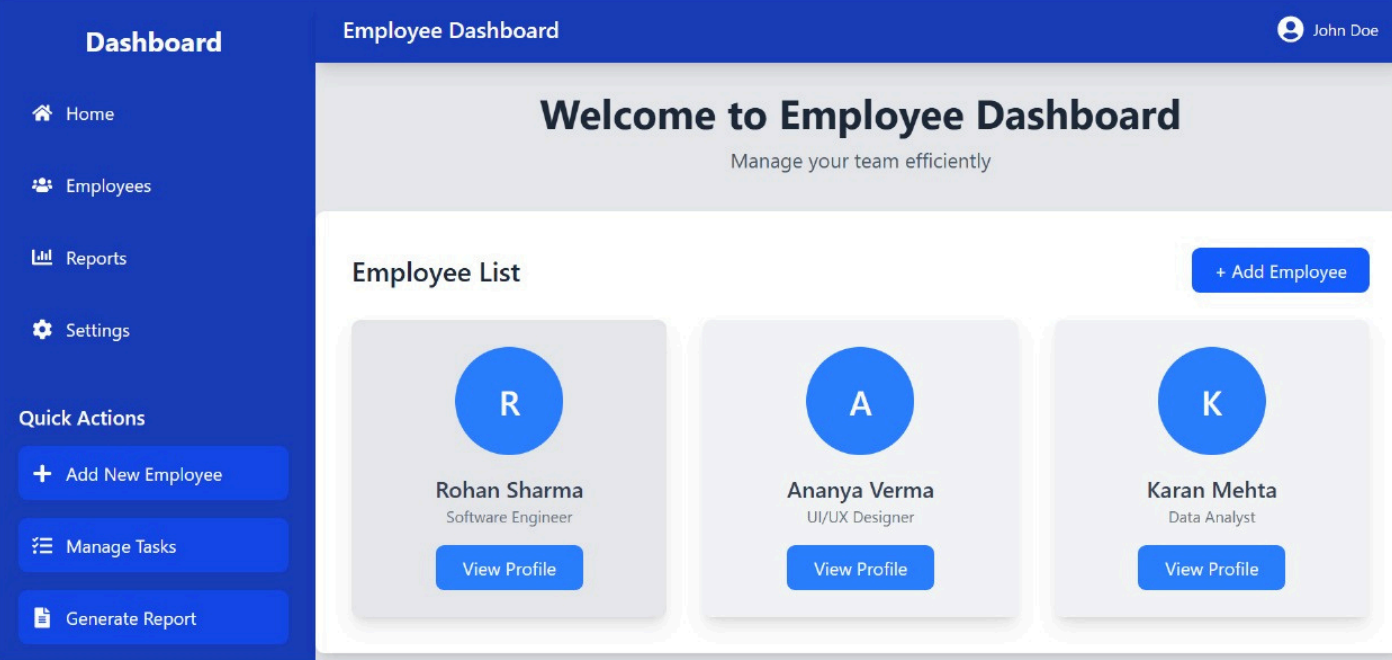 Dashboard
Home
Employees
Reports
Settings
Quick Actions
Add New Employee
Manage Tasks
Generate Report
Employee Dashboard
John Doe
Welcome to Employee Dashboard
Manage your team efficiently
Employee List
+ Add Employee
R
Rohan Sharma
Software Engineer
View Profile
A
Ananya Verma
UI/UX Designer
View Profile
K
Karan Mehta
Data Analyst
View Profile